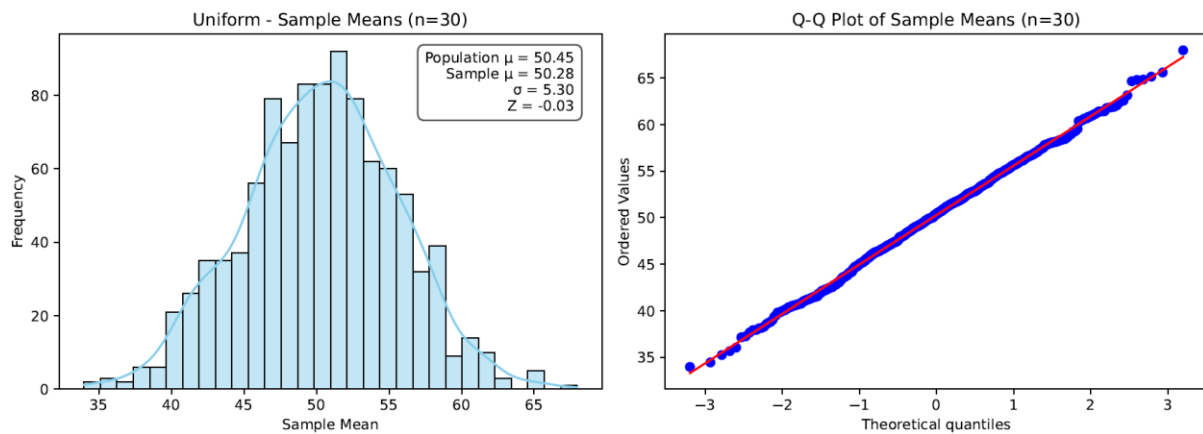 Uniform - Sample Means (n=30)
Population μ = 50.45
Sample μ = 50.28
σ = 5.30
Z = -0.03
Frequency
80
60
40
20
0
35 40 45 50 55 60 65
Sample Mean
Q-Q Plot of Sample Means (n=30)
Ordered Values
65
60
55
50
45
40
35
−3 −2 −1 0 1 2 3
Theoretical quantiles